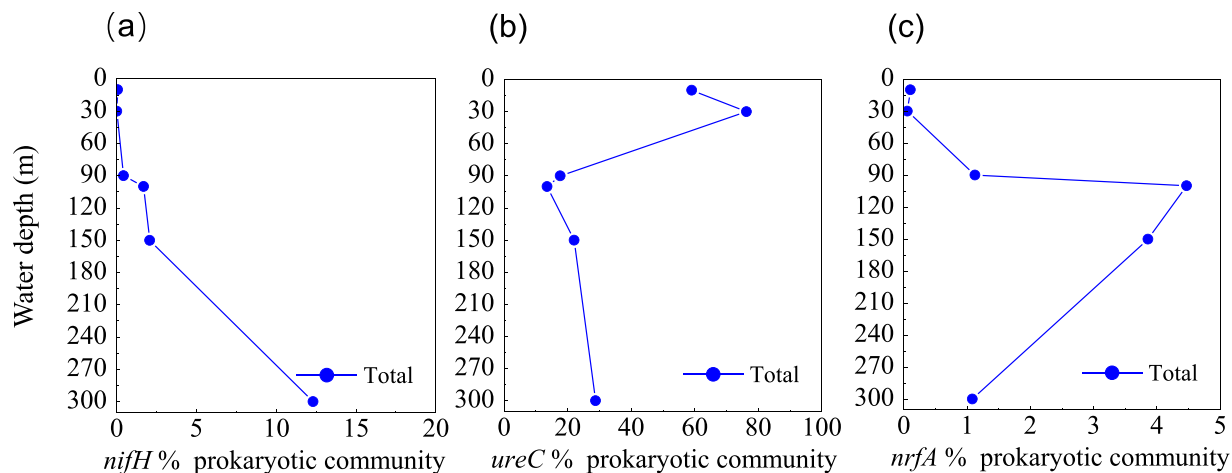 (a)
(b)
(c)
Water depth (m)
0
30
60
90
120
150
180
210
240
270
300
Total
0 5 10 15 20
nifH % prokaryotic community
0
30
60
90
120
150
180
210
240
270
300
Total
0 20 40 60 80 100
ureC % prokaryotic community
0
30
60
90
120
150
180
210
240
270
300
Total
0 1 2 3 4 5
nrfA % prokaryotic community